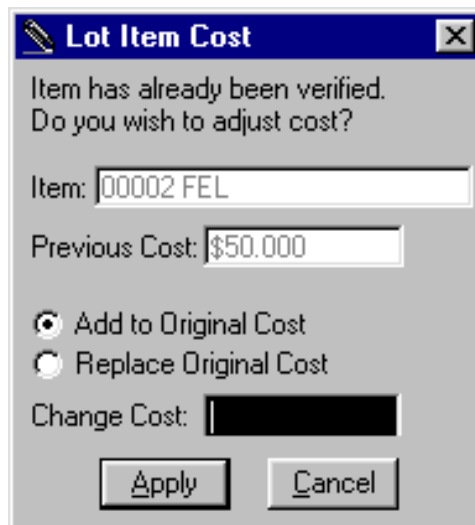 Lot Item Cost
Item has already been verified.
Do you wish to adjust cost?
Item: 00002 FEL
Previous Cost: $50.000
Add to Original Cost
Replace Original Cost
Change Cost:
Apply Cancel